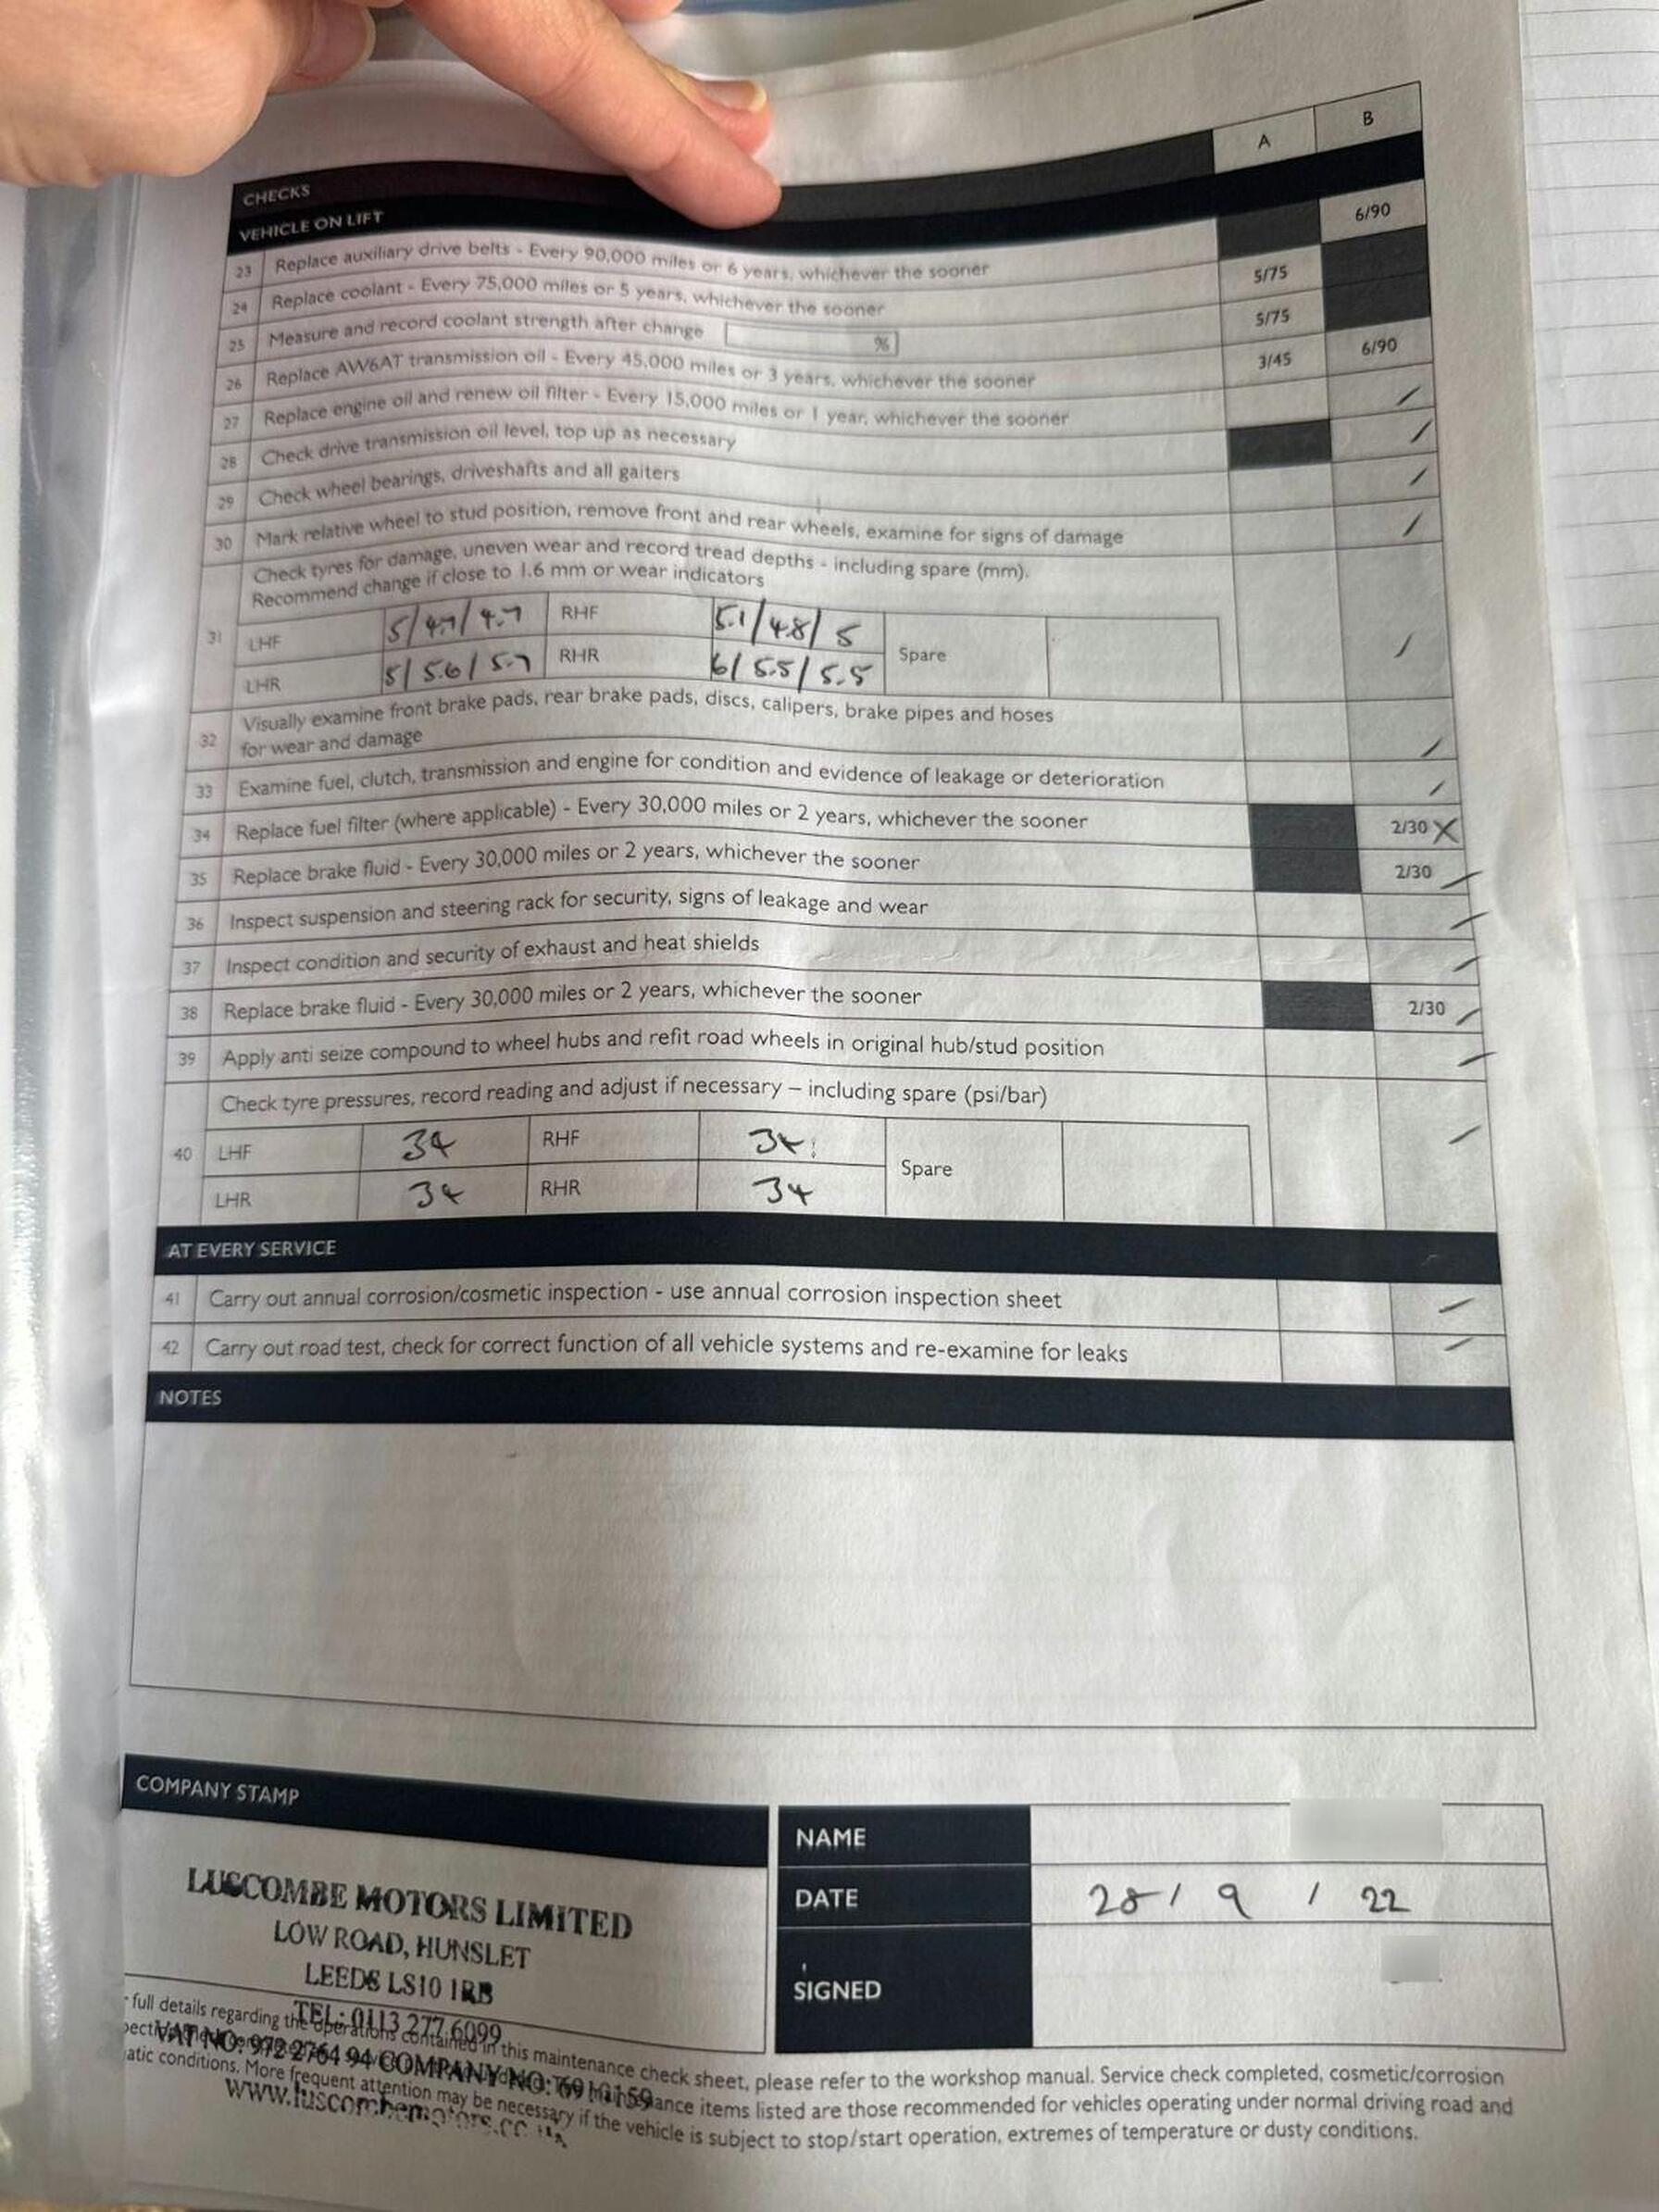 A B
CHECKS
VEHICLE ON LIFT
23 Replace auxiliary drive belts - Every 90,000 miles or 6 years, whichever the sooner 6/90
24 Replace coolant - Every 75,000 miles or 5 years, whichever the sooner 5/75
25 Measure and record coolant strength after change % 5/75
26 Replace AW6AT transmission oil - Every 45,000 miles or 3 years, whichever the sooner 3/45 6/90
27 Replace engine oil and renew oil filter - Every 15,000 miles or 1 year, whichever the sooner /
28 Check drive transmission oil level, top up as necessary /
29 Check wheel bearings, driveshafts and all gaiters /
30 Mark relative wheel to stud position, remove front and rear wheels, examine for signs of damage /
Check tyres for damage, uneven wear and record tread depths - including spare (mm).
Recommend change if close to 1.6 mm or wear indicators
31 LHF 5/4.7/4.7 RHF 5.1/4.8/5 Spare /
LHR 5/5.6/5.7 RHR 6/5.5/5.5
32 Visually examine front brake pads, rear brake pads, discs, calipers, brake pipes and hoses
for wear and damage /
33 Examine fuel, clutch, transmission and engine for condition and evidence of leakage or deterioration /
34 Replace fuel filter (where applicable) - Every 30,000 miles or 2 years, whichever the sooner 2/30 X
35 Replace brake fluid - Every 30,000 miles or 2 years, whichever the sooner 2/30 /
36 Inspect suspension and steering rack for security, signs of leakage and wear /
37 Inspect condition and security of exhaust and heat shields /
38 Replace brake fluid - Every 30,000 miles or 2 years, whichever the sooner 2/30 /
39 Apply anti seize compound to wheel hubs and refit road wheels in original hub/stud position /
Check tyre pressures, record reading and adjust if necessary – including spare (psi/bar)
40 LHF 34 RHF 34 Spare /
LHR 34 RHR 34
AT EVERY SERVICE
41 Carry out annual corrosion/cosmetic inspection - use annual corrosion inspection sheet /
42 Carry out road test, check for correct function of all vehicle systems and re-examine for leaks /
NOTES
COMPANY STAMP
LUSCOMBE MOTORS LIMITED
LOW ROAD, HUNSLET
LEEDS LS10 1RB
TEL: 0113 277 6099
VAT NO: 972 2764 94 COMPANY NO: 6910159
www.luscombemotors.co.uk
NAME
DATE 28 / 9 / 22
SIGNED
full details regarding the operations contained in this maintenance check sheet, please refer to the workshop manual. Service check completed, cosmetic/corrosion
items listed are those recommended for vehicles operating under normal driving road and
atic conditions. More frequent attention may be necessary if the vehicle is subject to stop/start operation, extremes of temperature or dusty conditions.